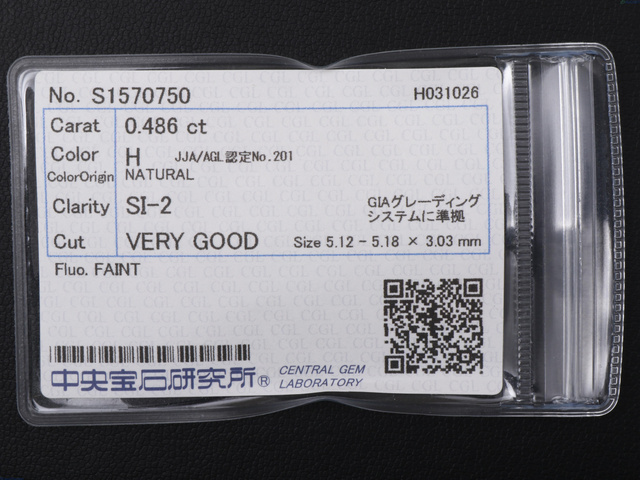 No. S1570750 H031026
Carat 0.486 ct
Color H JJA/AGL認定No.201
ColorOrigin NATURAL
Clarity SI-2 GIAグレーディング
システムに準拠
Cut VERY GOOD Size 5.12 - 5.18 × 3.03 mm
Fluo. FAINT
中央宝石研究所® CENTRAL GEM
LABORATORY